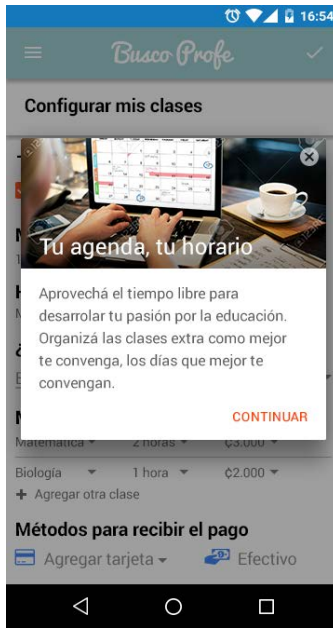 16:54
Busco Profe
Configurar mis clases
Tu agenda, tu horario
Aprovechá el tiempo libre para
desarrolar tu pasión por la educación.
Organizá las clases extra como mejor
te convenga, los días que mejor te
convengan.
CONTINUAR
Matemática 2 horas ₡3.000
Biología 1 hora ₡2.000
+ Agregar otra clase
Métodos para recibir el pago
Agregar tarjeta Efectivo